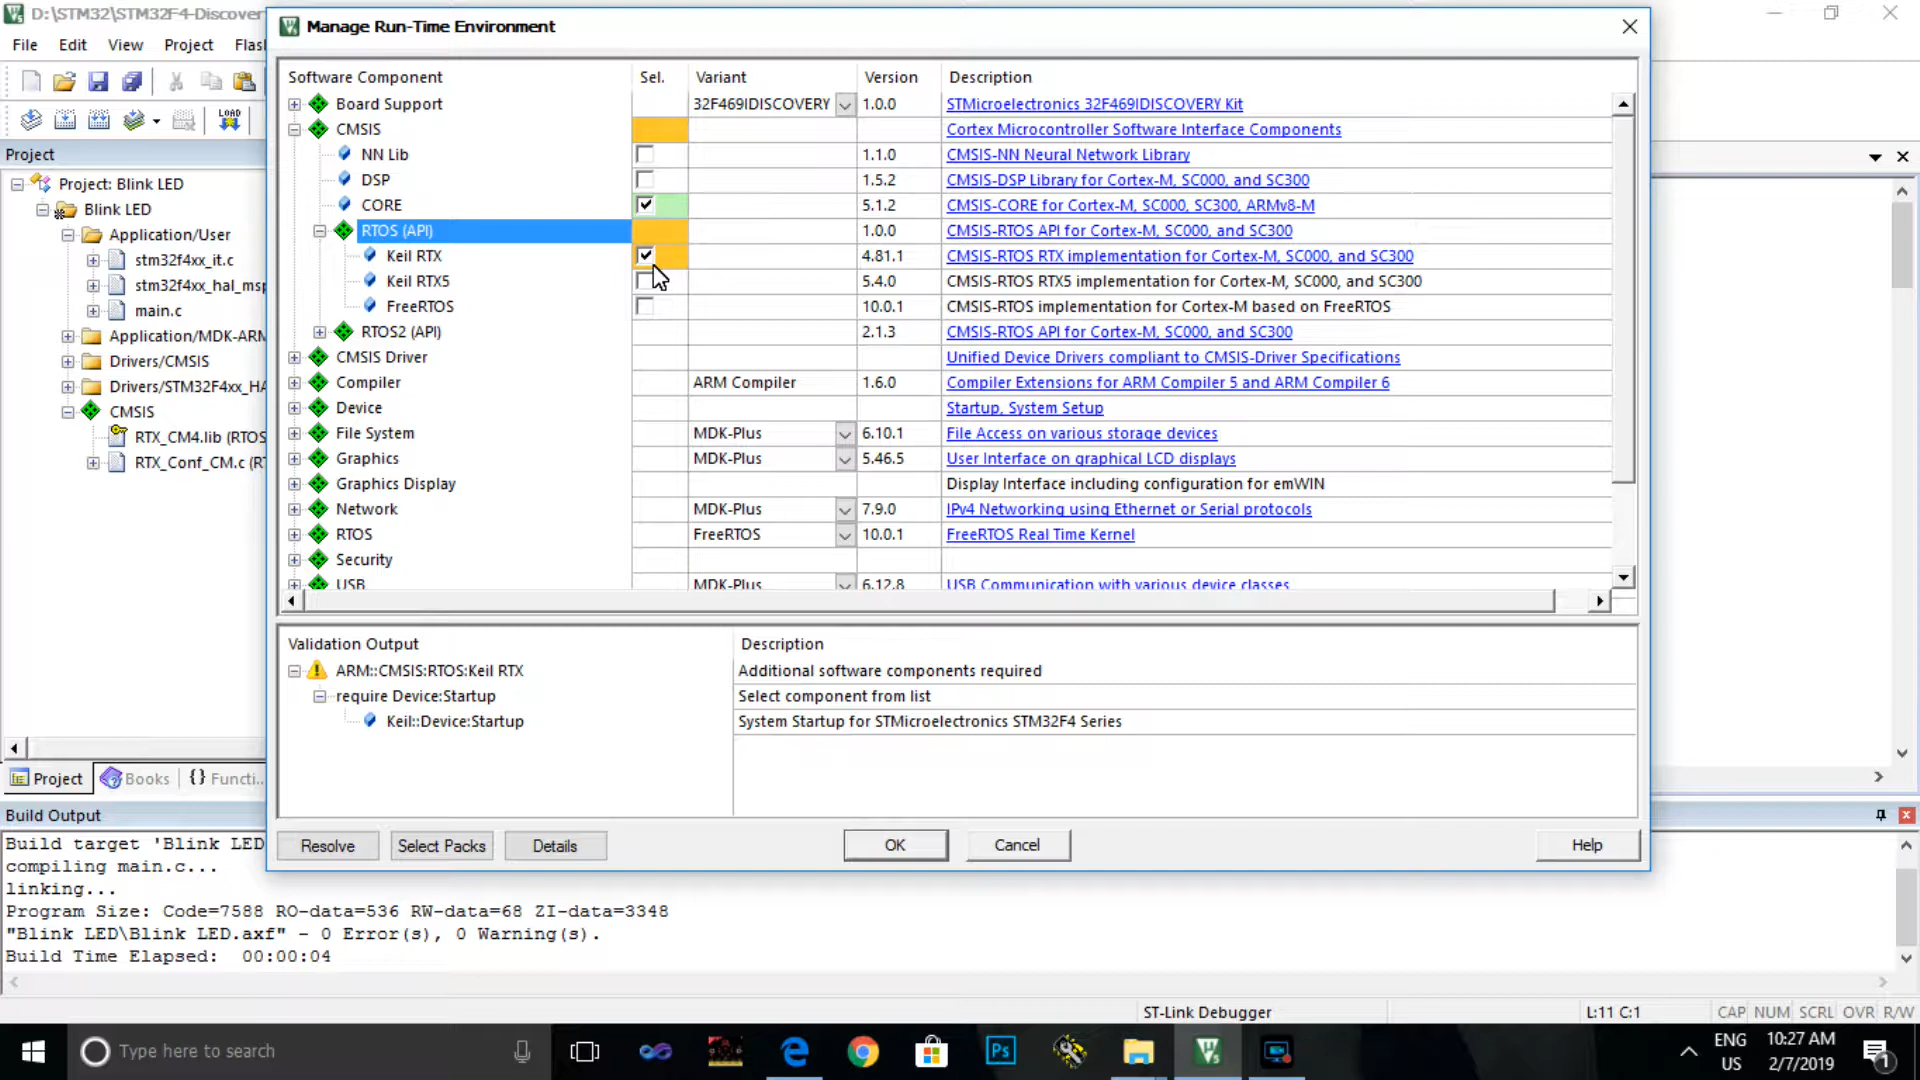 D:\STM32\STM32F4-Discover
File Edit View Project Flas
LOAD
Project
Project: Blink LED
Blink LED
Application/User
stm32f4xx_it.c
stm32f4xx_hal_msp
main.c
Application/MDK-ARM
Drivers/CMSIS
Drivers/STM32F4xx_HA
CMSIS
RTX_CM4.lib (RTOS
RTX_Conf_CM.c (RT
Project Books {} Functi...
Manage Run-Time Environment
Software Component Sel. Variant Version Description
Board Support 32F469IDISCOVERY 1.0.0 STMicroelectronics 32F469IDISCOVERY Kit
CMSIS Cortex Microcontroller Software Interface Components
NN Lib 1.1.0 CMSIS-NN Neural Network Library
DSP 1.5.2 CMSIS-DSP Library for Cortex-M, SC000, and SC300
CORE 5.1.2 CMSIS-CORE for Cortex-M, SC000, SC300, ARMv8-M
RTOS (API) 1.0.0 CMSIS-RTOS API for Cortex-M, SC000, and SC300
Keil RTX 4.81.1 CMSIS-RTOS RTX implementation for Cortex-M, SC000, and SC300
Keil RTX5 5.4.0 CMSIS-RTOS RTX5 implementation for Cortex-M, SC000, and SC300
FreeRTOS 10.0.1 CMSIS-RTOS implementation for Cortex-M based on FreeRTOS
RTOS2 (API) 2.1.3 CMSIS-RTOS API for Cortex-M, SC000, and SC300
CMSIS Driver Unified Device Drivers compliant to CMSIS-Driver Specifications
Compiler ARM Compiler 1.6.0 Compiler Extensions for ARM Compiler 5 and ARM Compiler 6
Device Startup, System Setup
File System MDK-Plus 6.10.1 File Access on various storage devices
Graphics MDK-Plus 5.46.5 User Interface on graphical LCD displays
Graphics Display Display Interface including configuration for emWIN
Network MDK-Plus 7.9.0 IPv4 Networking using Ethernet or Serial protocols
RTOS FreeRTOS 10.0.1 FreeRTOS Real Time Kernel
Security
USB MDK-Plus 6.12.8 USB Communication with various device classes
Validation Output Description
ARM::CMSIS:RTOS:Keil RTX Additional software components required
require Device:Startup Select component from list
Keil::Device:Startup System Startup for STMicroelectronics STM32F4 Series
Resolve Select Packs Details OK Cancel Help
Build Output
Build target 'Blink LED
compiling main.c...
linking...
Program Size: Code=7588 RO-data=536 RW-data=68 ZI-data=3348
"Blink LED\Blink LED.axf" - 0 Error(s), 0 Warning(s).
Build Time Elapsed:  00:00:04
ST-Link Debugger L:11 C:1 CAP NUM SCRL OVR R/W
Type here to search
Ps
ENG
US
10:27 AM
2/7/2019
1